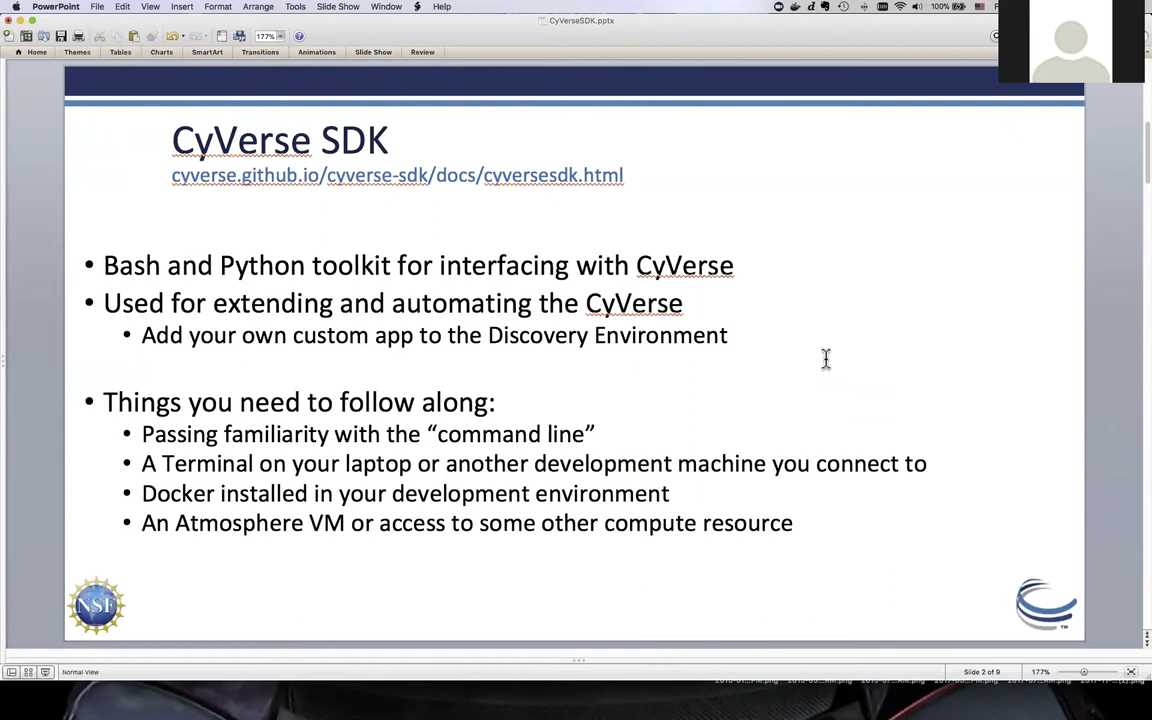 PowerPoint File Edit View Insert Format Arrange Tools Slide Show Window Help 100%
CyVerseSDK.pptx
177%
Home Themes Tables Charts SmartArt Transitions Animations Slide Show Review
CyVerse SDK
cyverse.github.io/cyverse-sdk/docs/cyversesdk.html
• Bash and Python toolkit for interfacing with CyVerse
• Used for extending and automating the CyVerse
• Add your own custom app to the Discovery Environment
• Things you need to follow along:
• Passing familiarity with the “command line”
• A Terminal on your laptop or another development machine you connect to
• Docker installed in your development environment
• An Atmosphere VM or access to some other compute resource
NSF
TM
Normal View Slide 2 of 9 177%